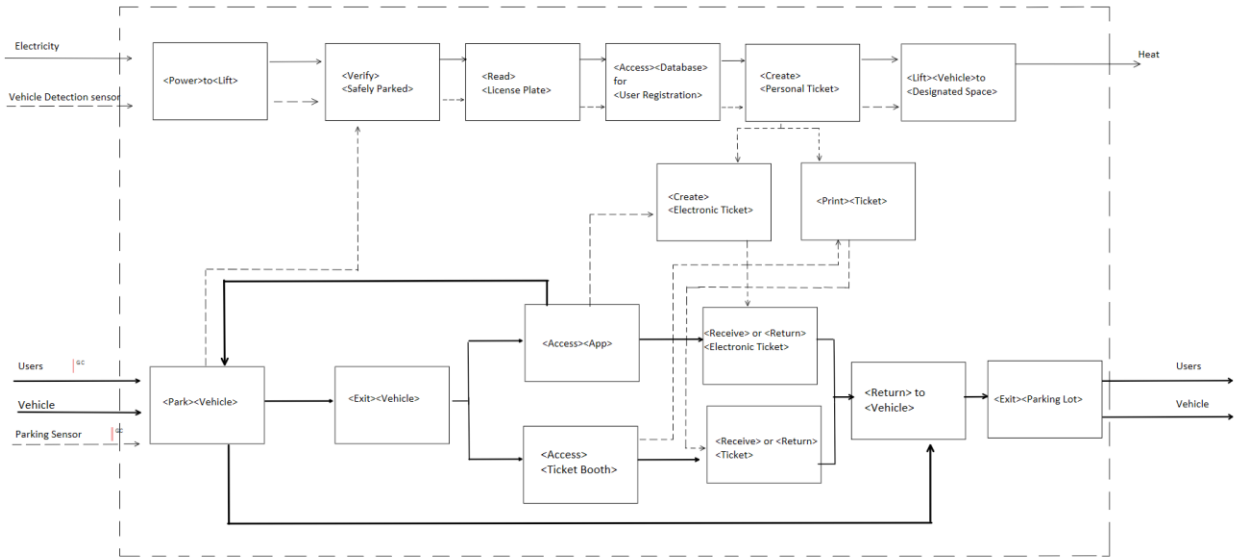 Electricity
Vehicle Detection sensor
<Power>to<Lift>
<Verify>
<Safely Parked>
<Read>
<License Plate>
<Access><Database>
for
<User Registration>
<Create>
<Personal Ticket>
<Lift><Vehicle>to
<Designated Space>
Heat
<Create>
<Electronic Ticket>
<Print><Ticket>
Users
Vehicle
Parking Sensor
<Park><Vehicle>
<Exit><Vehicle>
<Access><App>
<Access>
<Ticket Booth>
<Receive> or <Return>
<Electronic Ticket>
<Receive> or <Return>
<Ticket>
<Return> to
<Vehicle>
<Exit><Parking Lot>
Users
Vehicle